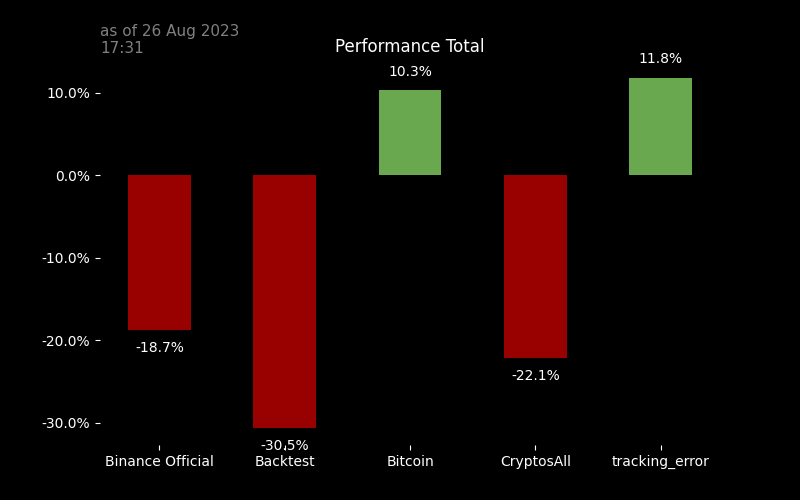 as of 26 Aug 2023
17:31
Performance Total
11.8%
10.3%
10.0%
0.0%
-10.0%
-20.0%
-18.7%
-22.1%
-30.0%
-30.5%
Binance Official
Backtest
Bitcoin
CryptosAll
tracking_error